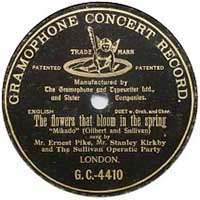 GRAMOPHONE CONCERT RECORD.
TRADE MARK
PATENTED PATENTED
Manufactured by
The Gramophone and Typewriter Ltd.,
and Sister Companies.
ENGLISH DUET w. Orch. and Chor.
The flowers that bloom in the spring
"Mikado" (Gilbert and Sullivan)
sung by
Mr. Ernest Pike, Mr. Stanley Kirkby
and The Sullivan Operatic Party
LONDON.
G.C.-4410